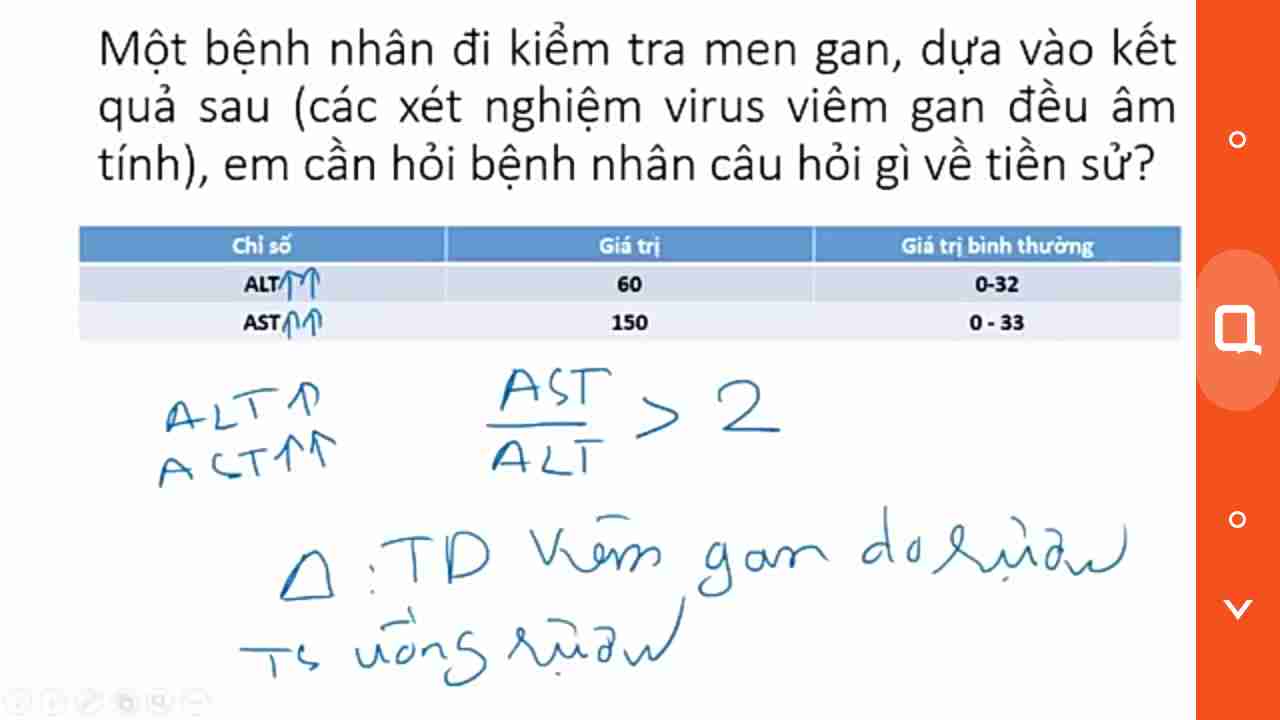 Một bệnh nhân đi kiểm tra men gan, dựa vào kết
quả sau (các xét nghiệm virus viêm gan đều âm
tính), em cần hỏi bệnh nhân câu hỏi gì về tiền sử?
Chỉ số Giá trị Giá trị bình thường
ALT↑↑ 60 0-32
AST↑↑ 150 0 - 33
ALT↑
AST↑↑
AST
ALT
> 2
Δ : TD Viêm gan do rượu
TS uống rượu